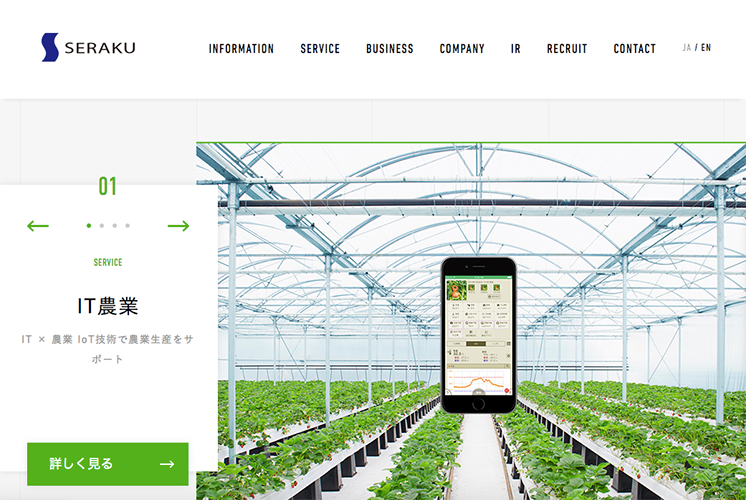 SERAKU
INFORMATION
SERVICE
BUSINESS
COMPANY
IR
RECRUIT
CONTACT
JA / EN
01
SERVICE
IT農業
IT × 農業 IoT技術で農業生産をサ
ポート
詳しく見る